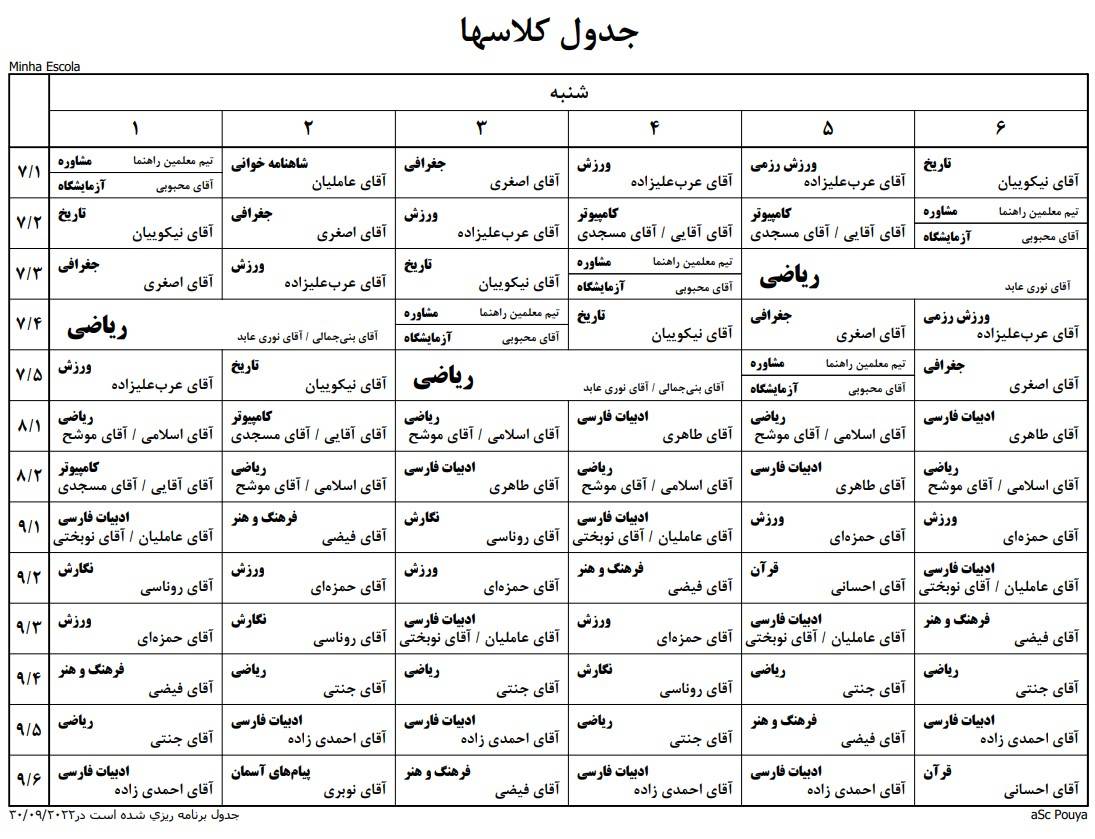 جدول کلاسها
Minha Escola
شنبه
۱ ۲ ۳ ۴ ۵ ۶
۷/۱
مشاوره تیم معلمین راهنما
آزمایشگاه آقای محبوبی
شاهنامه خوانی
آقای عاملیان
جغرافی
آقای اصغری
ورزش
آقای عرب‌علیزاده
ورزش رزمی
آقای عرب‌علیزاده
تاریخ
آقای نیکوییان
۷/۲
تاریخ
آقای نیکوییان
جغرافی
آقای اصغری
ورزش
آقای عرب‌علیزاده
کامپیوتر
آقای آقایی / آقای مسجدی
کامپیوتر
آقای آقایی / آقای مسجدی
مشاوره تیم معلمین راهنما
آزمایشگاه آقای محبوبی
۷/۳
جغرافی
آقای اصغری
ورزش
آقای عرب‌علیزاده
تاریخ
آقای نیکوییان
مشاوره تیم معلمین راهنما
آزمایشگاه آقای محبوبی
ریاضی
آقای نوری عابد
۷/۴
ریاضی
آقای بنی‌جمالی / آقای نوری عابد
مشاوره تیم معلمین راهنما
آزمایشگاه آقای محبوبی
تاریخ
آقای نیکوییان
جغرافی
آقای اصغری
ورزش رزمی
آقای عرب‌علیزاده
۷/۵
ورزش
آقای عرب‌علیزاده
تاریخ
آقای نیکوییان
ریاضی
آقای بنی‌جمالی / آقای نوری عابد
مشاوره تیم معلمین راهنما
آزمایشگاه آقای محبوبی
جغرافی
آقای اصغری
۸/۱
ریاضی
آقای اسلامی / آقای موشح
کامپیوتر
آقای آقایی / آقای مسجدی
ریاضی
آقای اسلامی / آقای موشح
ادبیات فارسی
آقای طاهری
ریاضی
آقای اسلامی / آقای موشح
ادبیات فارسی
آقای طاهری
۸/۲
کامپیوتر
آقای آقایی / آقای مسجدی
ریاضی
آقای اسلامی / آقای موشح
ادبیات فارسی
آقای طاهری
ریاضی
آقای اسلامی / آقای موشح
ادبیات فارسی
آقای طاهری
ریاضی
آقای اسلامی / آقای موشح
۹/۱
ادبیات فارسی
آقای عاملیان / آقای نوبختی
فرهنگ و هنر
آقای فیضی
نگارش
آقای روناسی
ادبیات فارسی
آقای عاملیان / آقای نوبختی
ورزش
آقای حمزه‌ای
ورزش
آقای حمزه‌ای
۹/۲
نگارش
آقای روناسی
ورزش
آقای حمزه‌ای
ورزش
آقای حمزه‌ای
فرهنگ و هنر
آقای فیضی
قرآن
آقای احسانی
ادبیات فارسی
آقای عاملیان / آقای نوبختی
۹/۳
ورزش
آقای حمزه‌ای
نگارش
آقای روناسی
ادبیات فارسی
آقای عاملیان / آقای نوبختی
ورزش
آقای حمزه‌ای
ادبیات فارسی
آقای عاملیان / آقای نوبختی
فرهنگ و هنر
آقای فیضی
۹/۴
فرهنگ و هنر
آقای فیضی
ریاضی
آقای جنتی
ریاضی
آقای جنتی
نگارش
آقای روناسی
ریاضی
آقای جنتی
ریاضی
آقای جنتی
۹/۵
ریاضی
آقای جنتی
ادبیات فارسی
آقای احمدی زاده
ادبیات فارسی
آقای احمدی زاده
ریاضی
آقای جنتی
فرهنگ و هنر
آقای فیضی
ادبیات فارسی
آقای احمدی زاده
۹/۶
ادبیات فارسی
آقای احمدی زاده
پیام‌های آسمان
آقای نوبری
فرهنگ و هنر
آقای فیضی
ادبیات فارسی
آقای احمدی زاده
ادبیات فارسی
آقای احمدی زاده
قرآن
آقای احسانی
جدول برنامه ريزي شده است در۳۰/۰۹/۲۰۲۲
aSc Pouya